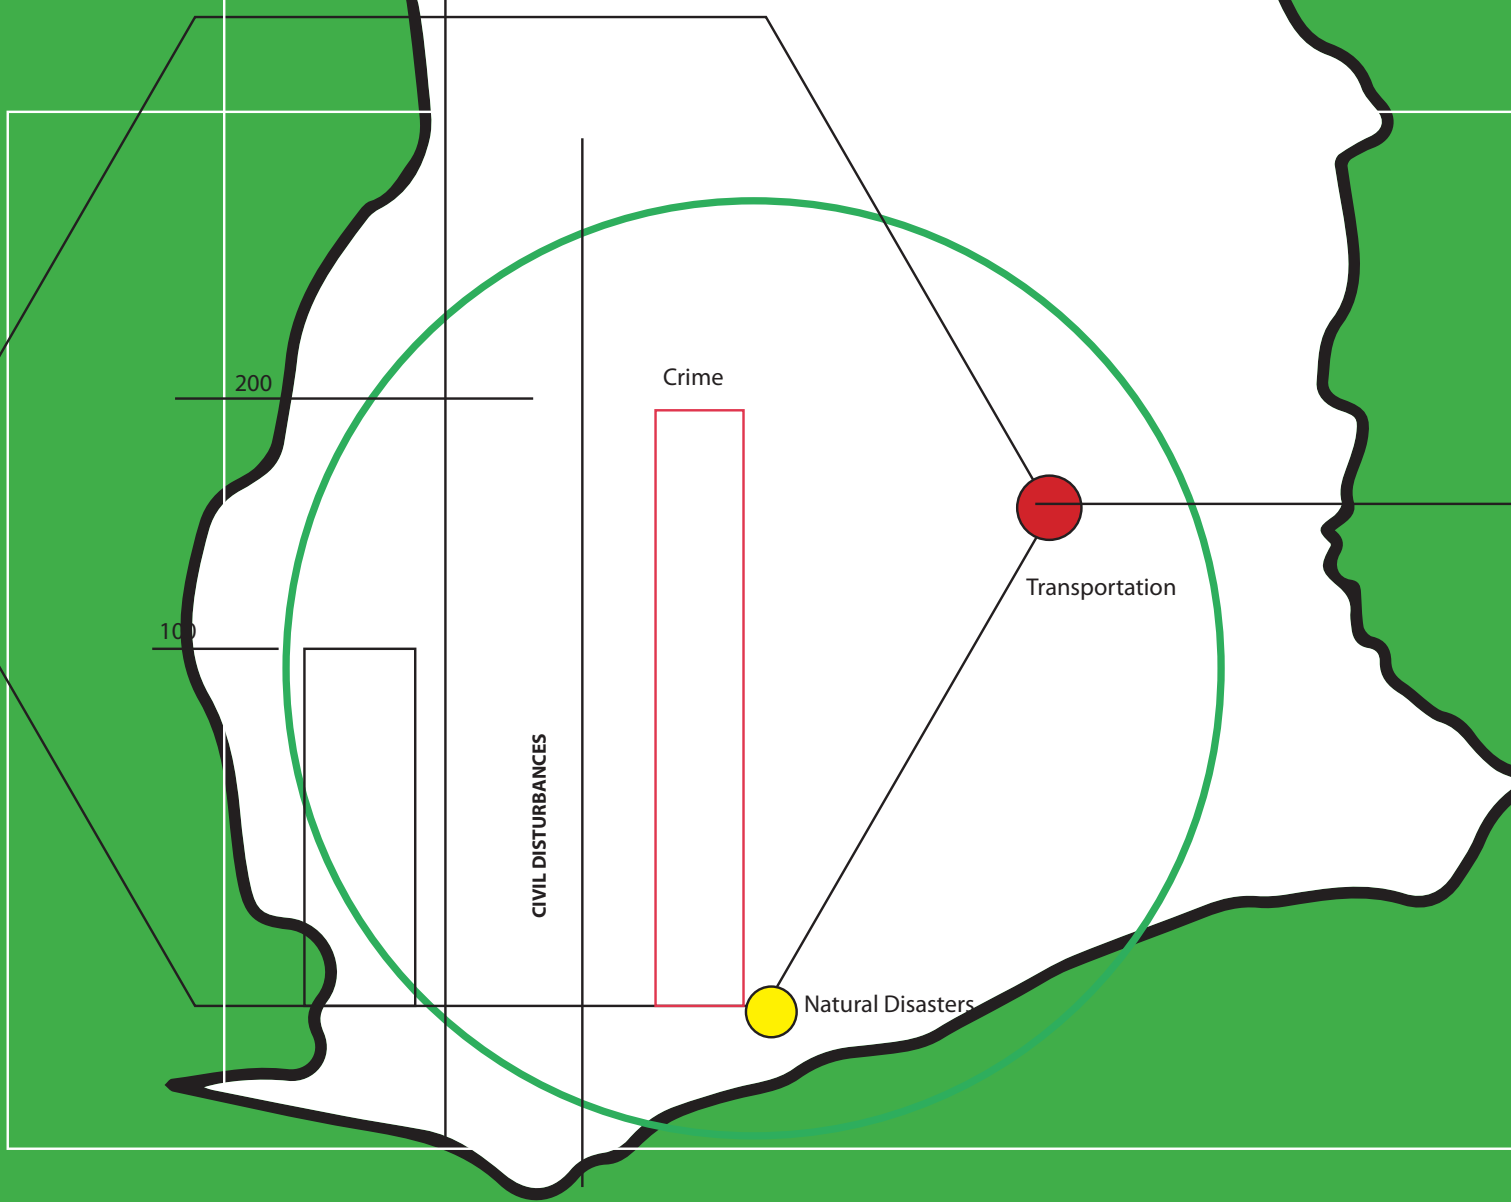 Crime
200
Transportation
100
CIVIL DISTURBANCES
Natural Disasters